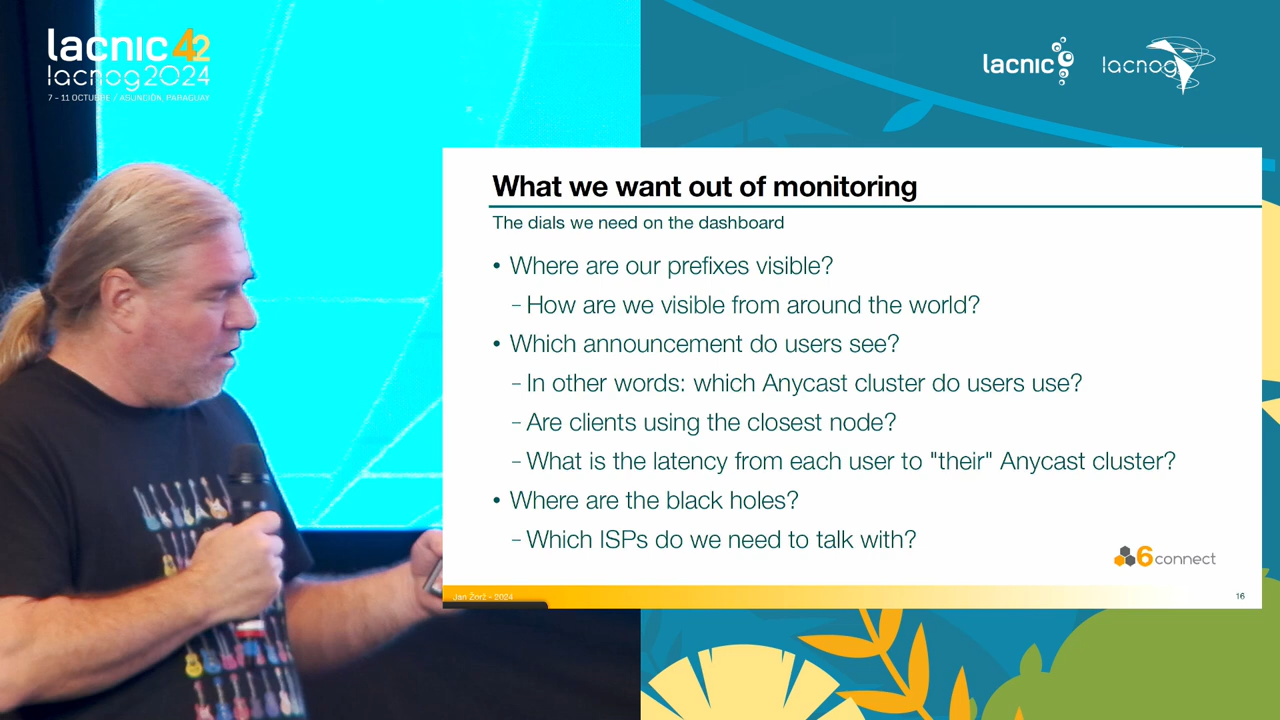 lacnic 42
lacnog2024
7 - 11 OCTUBRE / ASUNCIÓN, PARAGUAY
lacnic
lacnog
What we want out of monitoring
The dials we need on the dashboard
• Where are our prefixes visible?
– How are we visible from around the world?
• Which announcement do users see?
– In other words: which Anycast cluster do users use?
– Are clients using the closest node?
– What is the latency from each user to "their" Anycast cluster?
• Where are the black holes?
– Which ISPs do we need to talk with?
6connect
Jan Žorž - 2024
16